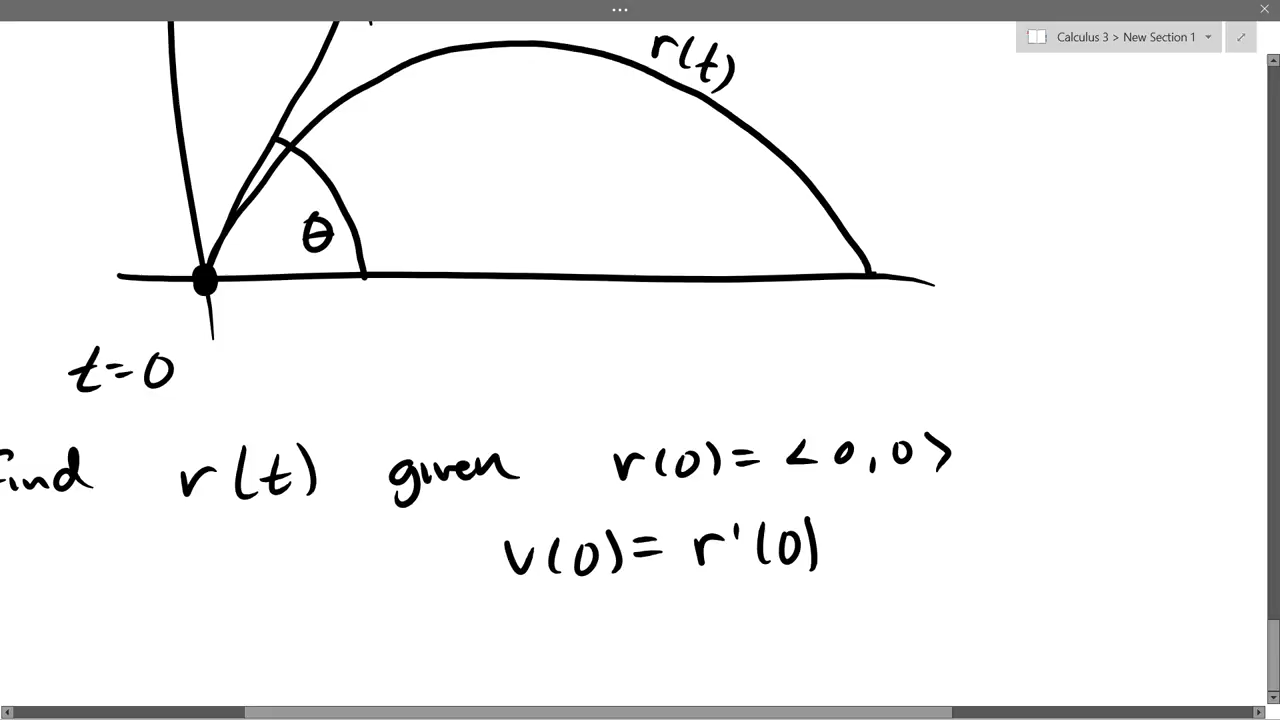 ...
Calculus 3 > New Section 1
r(t)
θ
t=0
find r(t) given r(0)= <0,0>
v(0)= r'(0)